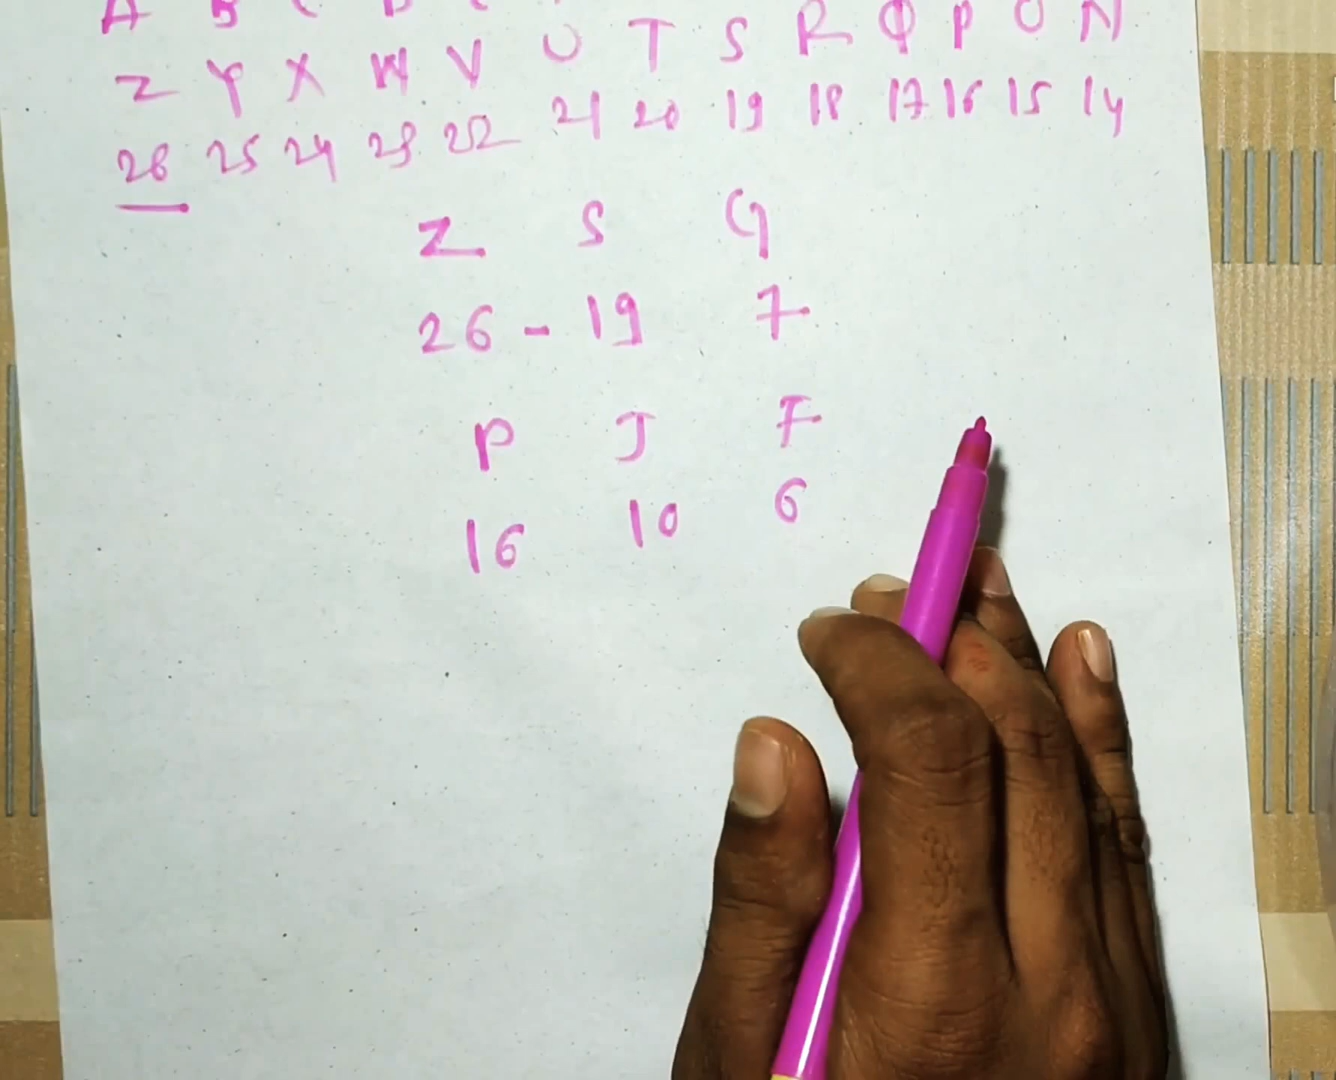 A B C D E
Z Y X W V U T S R Q P O N
26 25 24 23 22 21 20 19 18 17 16 15 14
Z S G
26 - 19 7
P J F
16 10 6